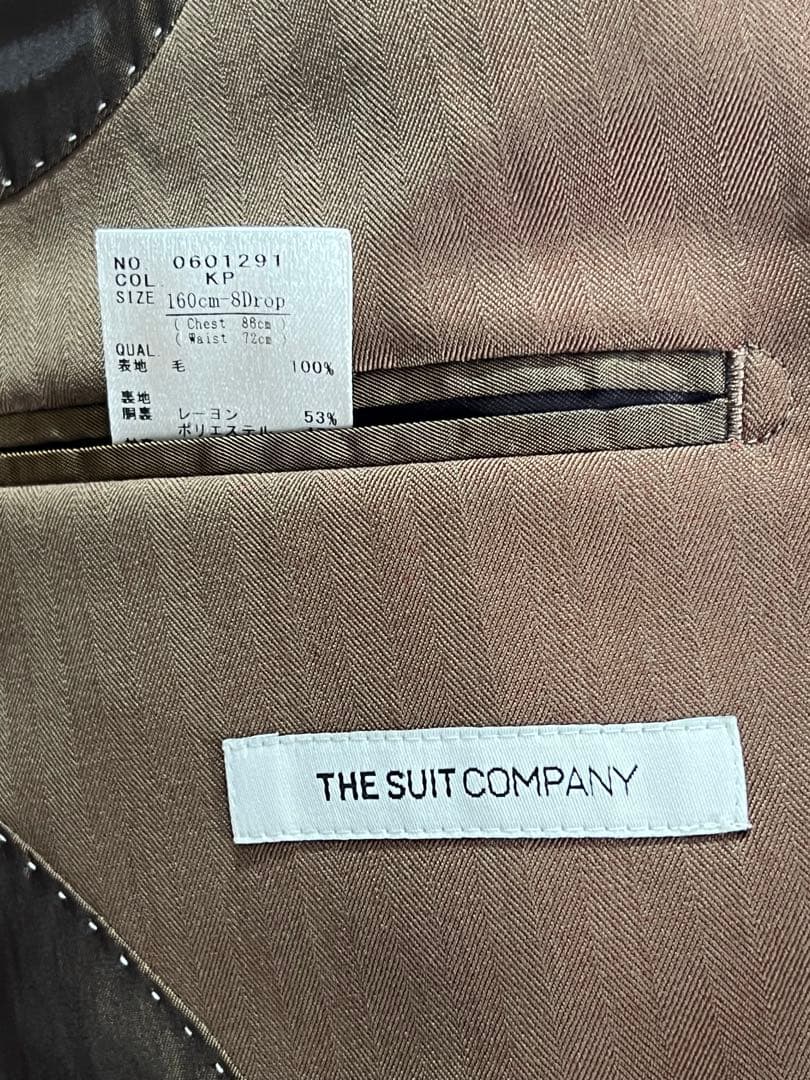 NO 0601291
COL. KP
SIZE 160cm-8Drop
( Chest 86cm )
( Waist 72cm )
QUAL.
表地 毛 100%
裏地
胴裏 レーヨン 53%
ポリエステル
THE SUIT COMPANY